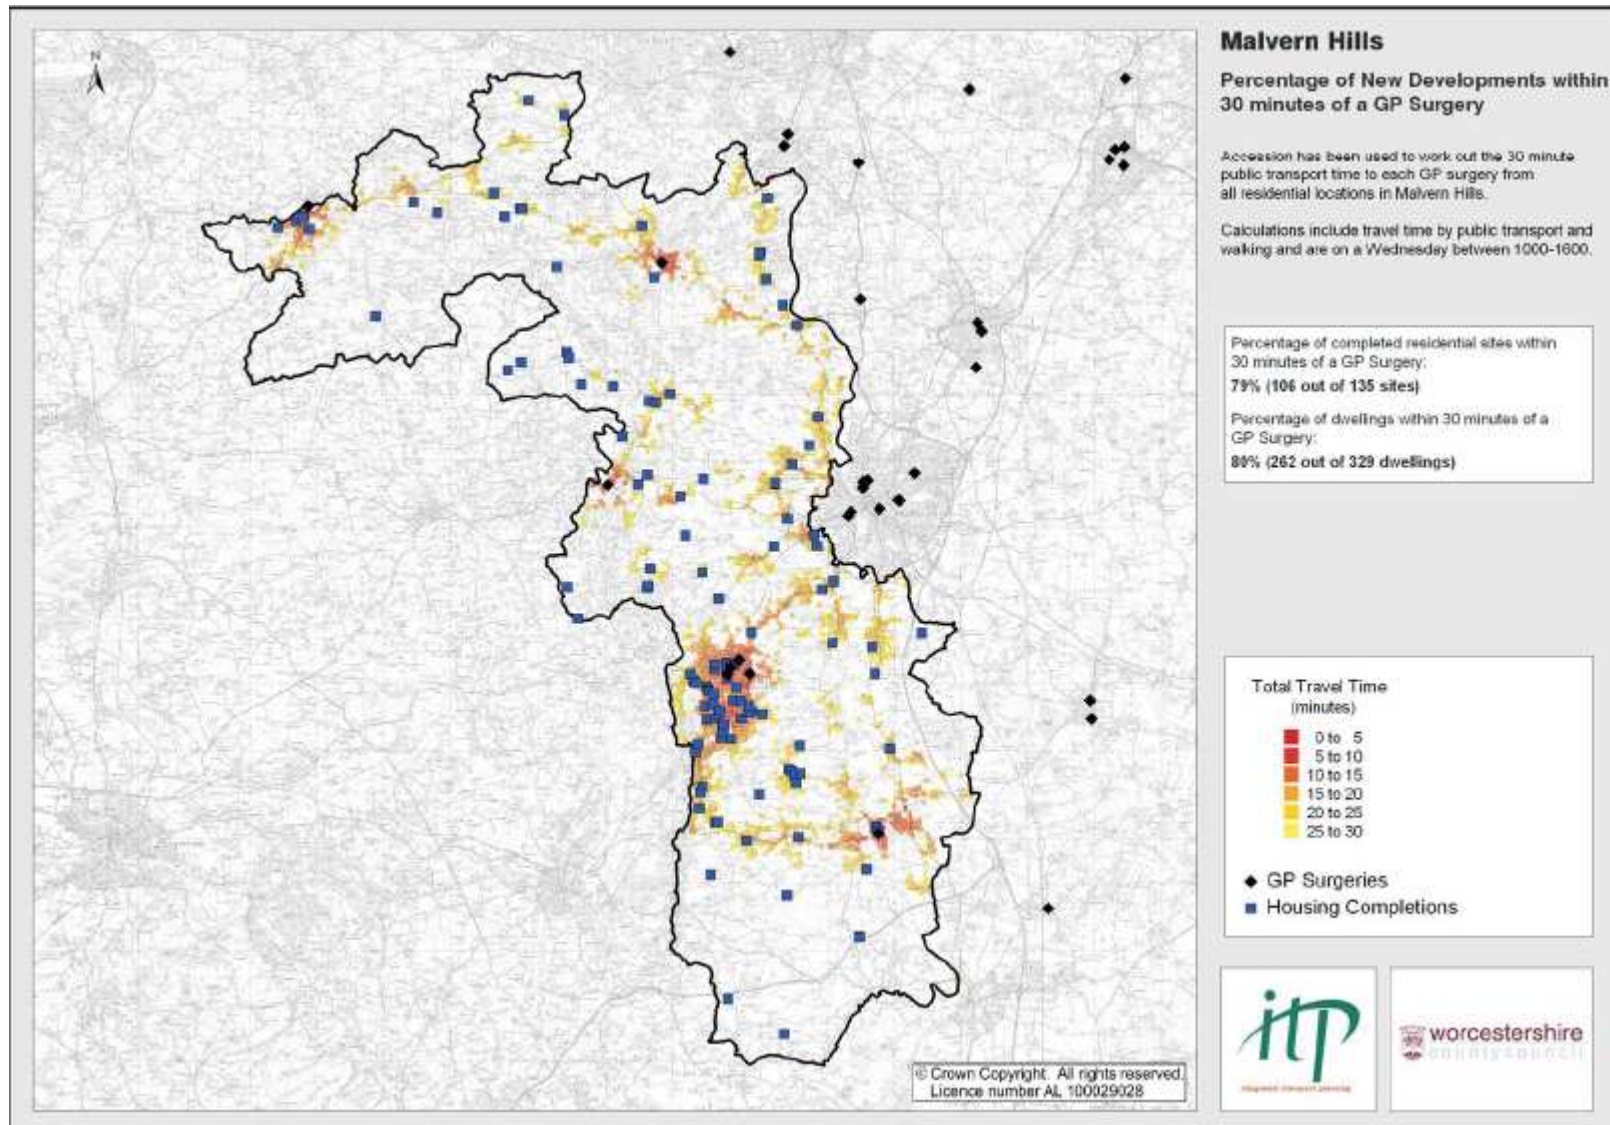 N
Malvern Hills
Percentage of New Developments within
30 minutes of a GP Surgery
Accession has been used to work out the 30 minute
public transport time to each GP surgery from
all residential locations in Malvern Hills.
Calculations include travel time by public transport and
walking and are on a Wednesday between 1000-1600.
Percentage of completed residential sites within
30 minutes of a GP Surgery:
79% (106 out of 135 sites)
Percentage of dwellings within 30 minutes of a
GP Surgery:
80% (262 out of 329 dwellings)
Total Travel Time
(minutes)
0 to 5
5 to 10
10 to 15
15 to 20
20 to 25
25 to 30
GP Surgeries
Housing Completions
© Crown Copyright. All rights reserved.
Licence number AL 100029028
itp
integrated transport planning
worcestershire
countycouncil